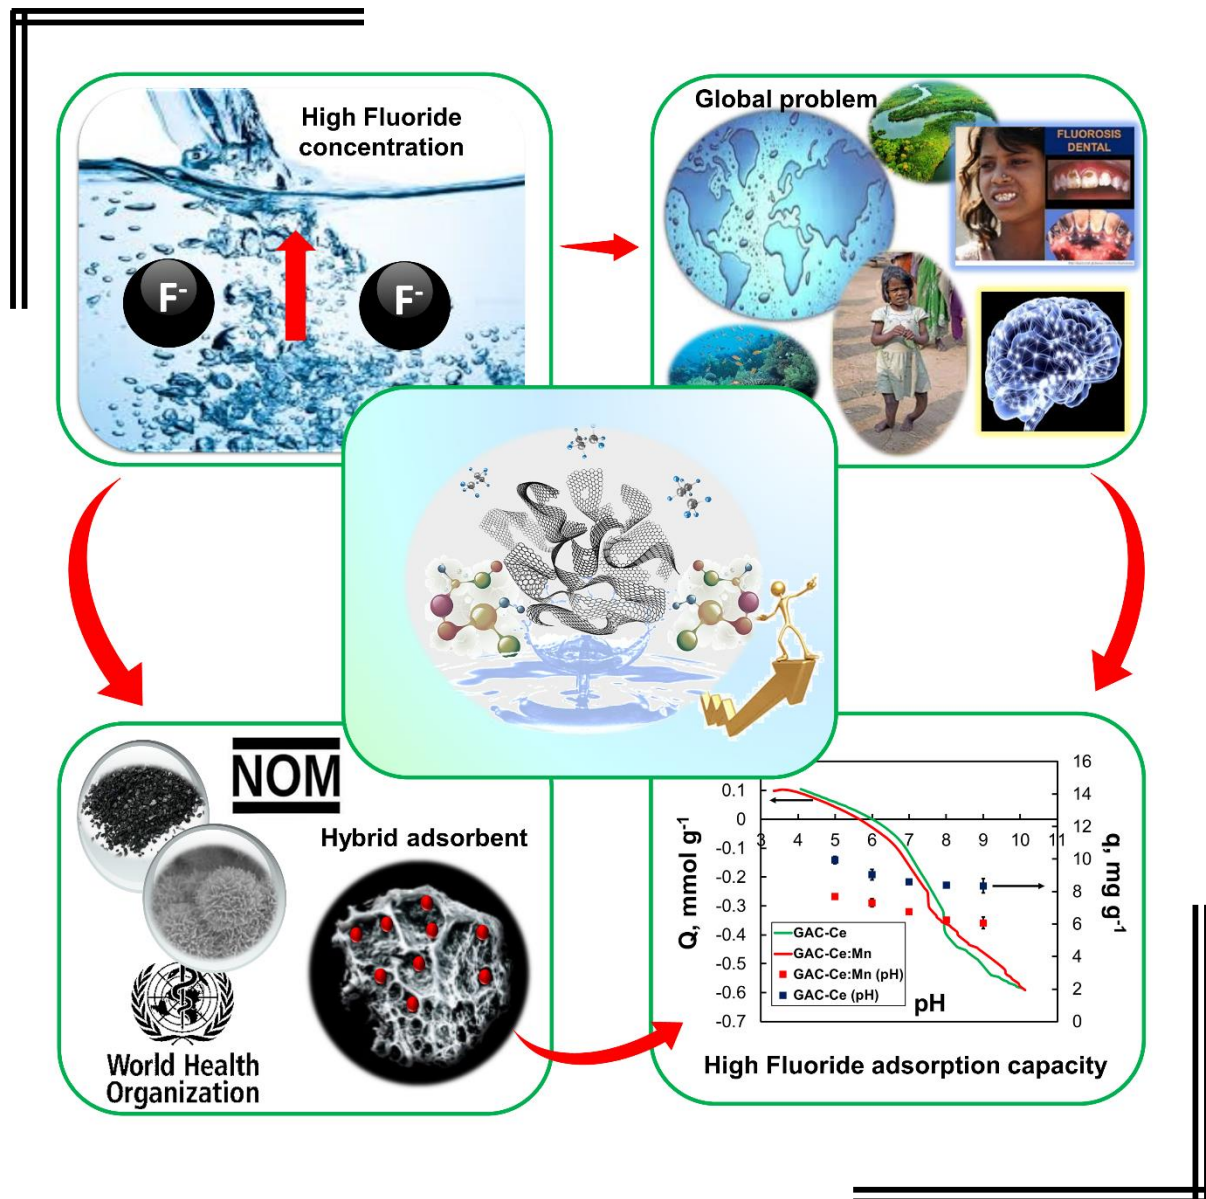 High Fluoride
concentration
F-
F-
Global problem
FLUOROSIS
DENTAL
NOM
Hybrid adsorbent
World Health
Organization
0.1
0
-0.1
-0.2
-0.3
-0.4
-0.5
-0.6
-0.7
Q, mmol g-1
3 4 5 6 7 8 9 10 11
pH
GAC-Ce
GAC-Ce:Mn
GAC-Ce:Mn (pH)
GAC-Ce (pH)
16
14
12
10
8
6
4
2
0
q, mg g-1
High Fluoride adsorption capacity